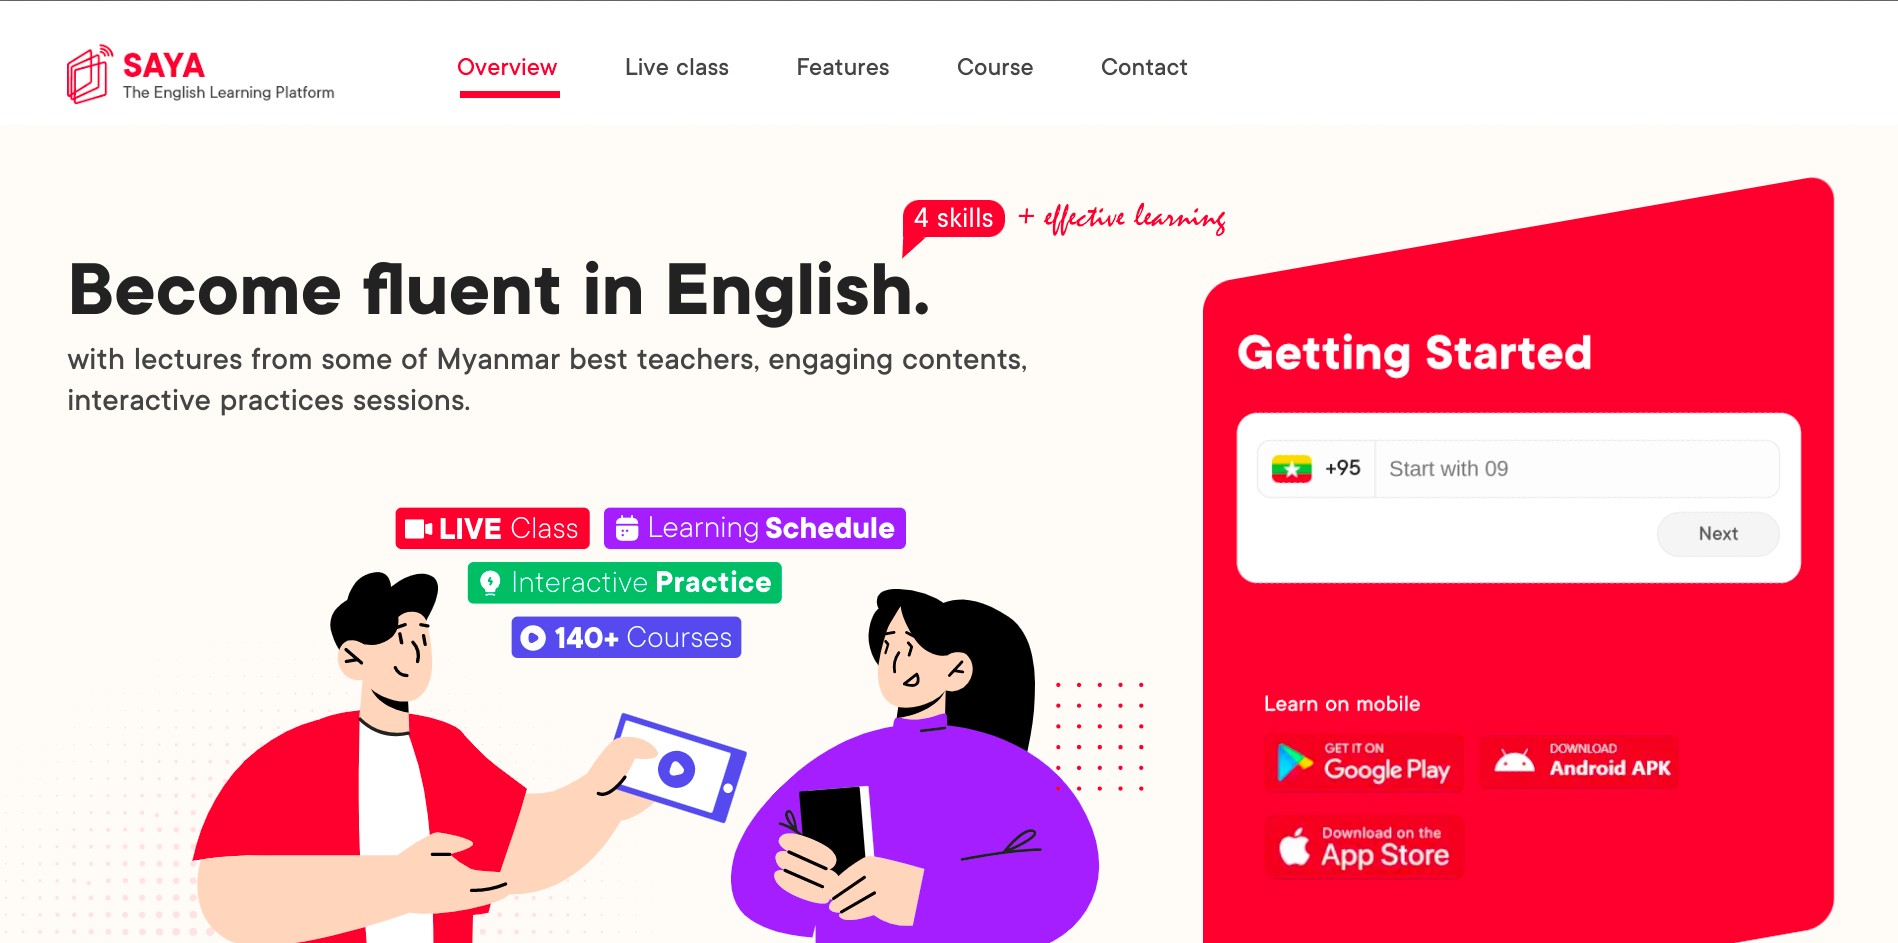 SAYA
The English Learning Platform
Overview
Live class
Features
Course
Contact
4 skills + effective learning
Become fluent in English.
with lectures from some of Myanmar best teachers, engaging contents,
interactive practices sessions.
LIVE Class
Learning Schedule
Interactive Practice
140+ Courses
Getting Started
+95 Start with 09
Next
Learn on mobile
GET IT ON
Google Play
DOWNLOAD
Android APK
Download on the
App Store